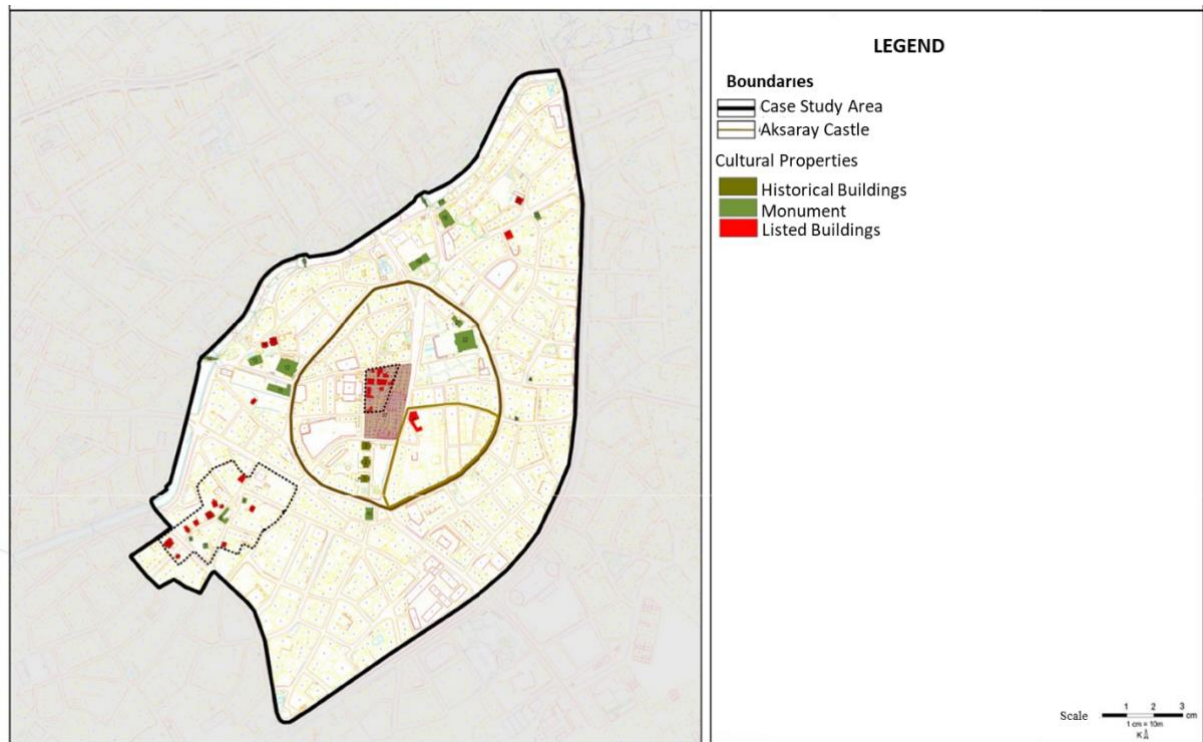 LEGEND
Boundaries
Case Study Area
Aksaray Castle
Cultural Properties
Historical Buildings
Monument
Listed Buildings
Scale 1 2 3 cm
1 cm = 10m
K